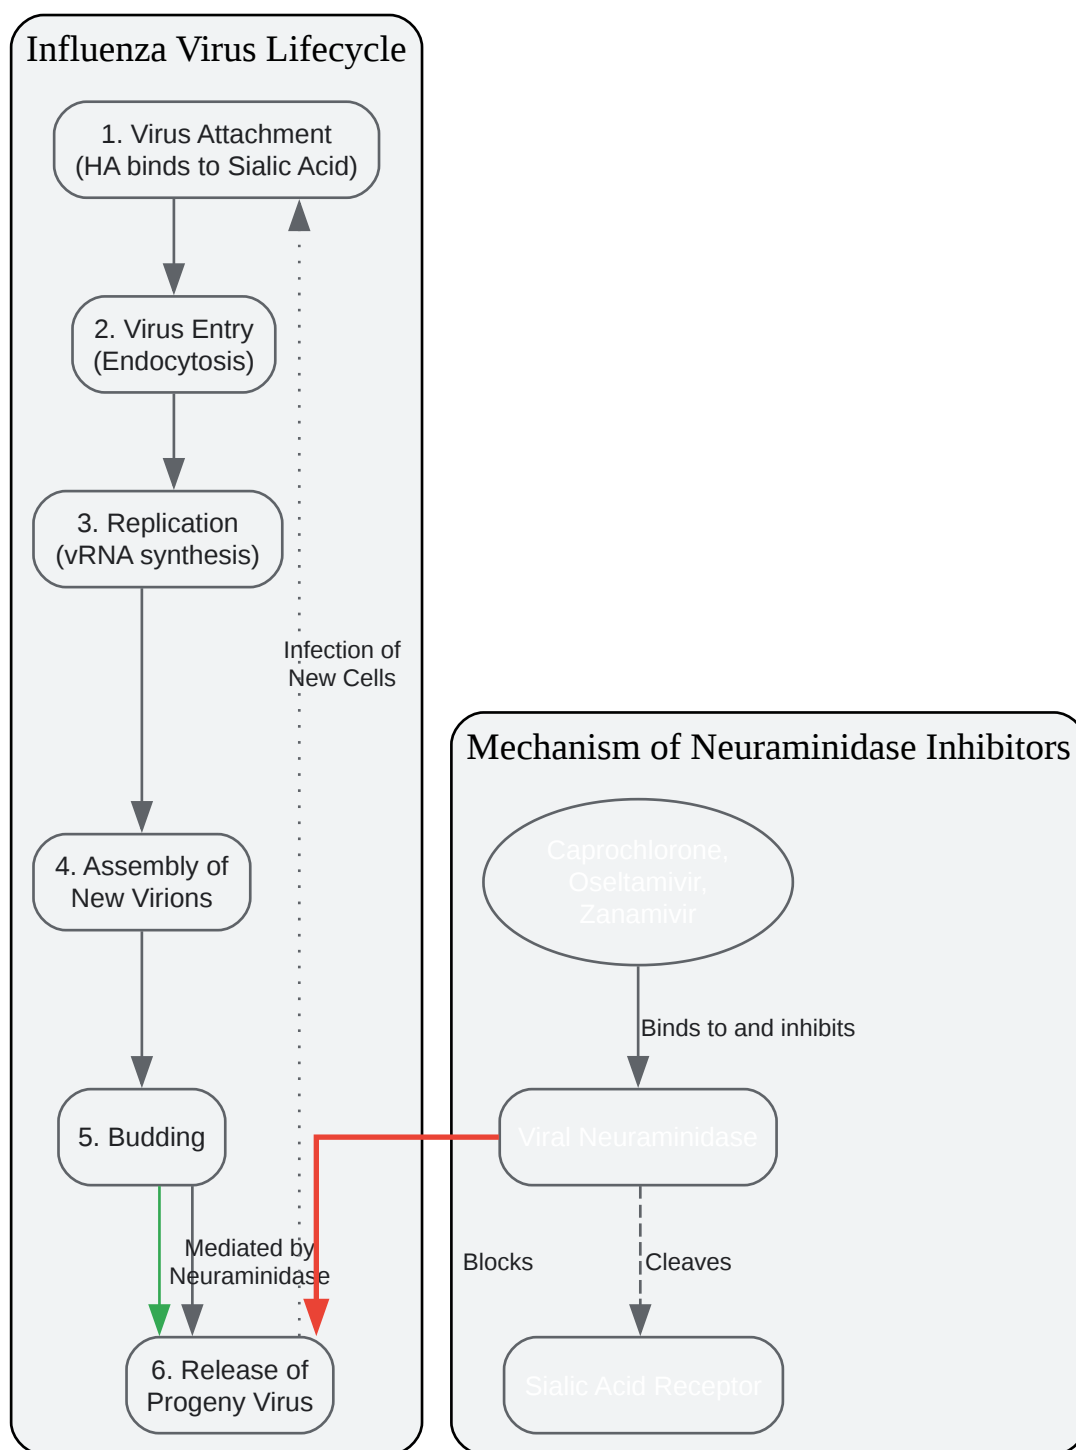 Influenza Virus Lifecycle
1. Virus Attachment
(HA binds to Sialic Acid)
2. Virus Entry
(Endocytosis)
3. Replication
(vRNA synthesis)
Infection of
New Cells
4. Assembly of
New Virions
5. Budding
Mediated by
Neuraminidase
6. Release of
Progeny Virus
Mechanism of Neuraminidase Inhibitors
Caprochlorone,
Oseltamivir,
Zanamivir
Binds to and inhibits
Viral Neuraminidase
Blocks
Cleaves
Sialic Acid Receptor